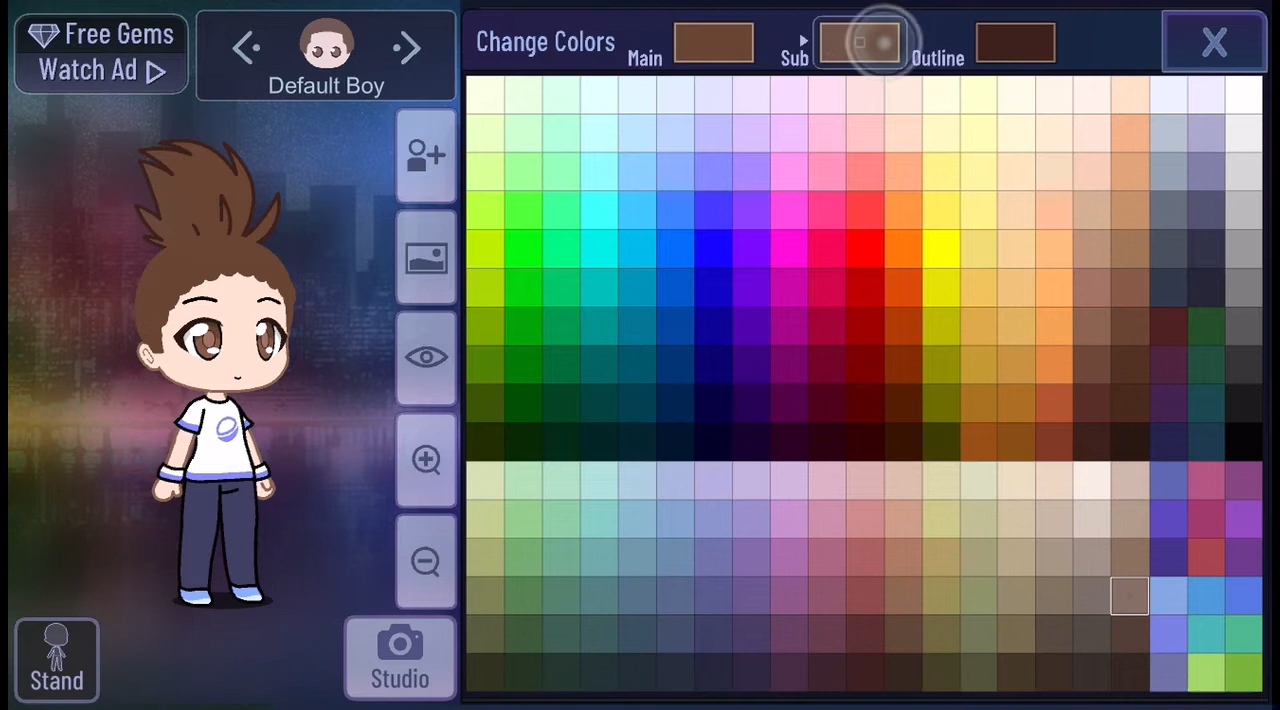 Free Gems
Watch Ad
Default Boy
Change Colors
Main
Sub
Outline
X
Stand
Studio